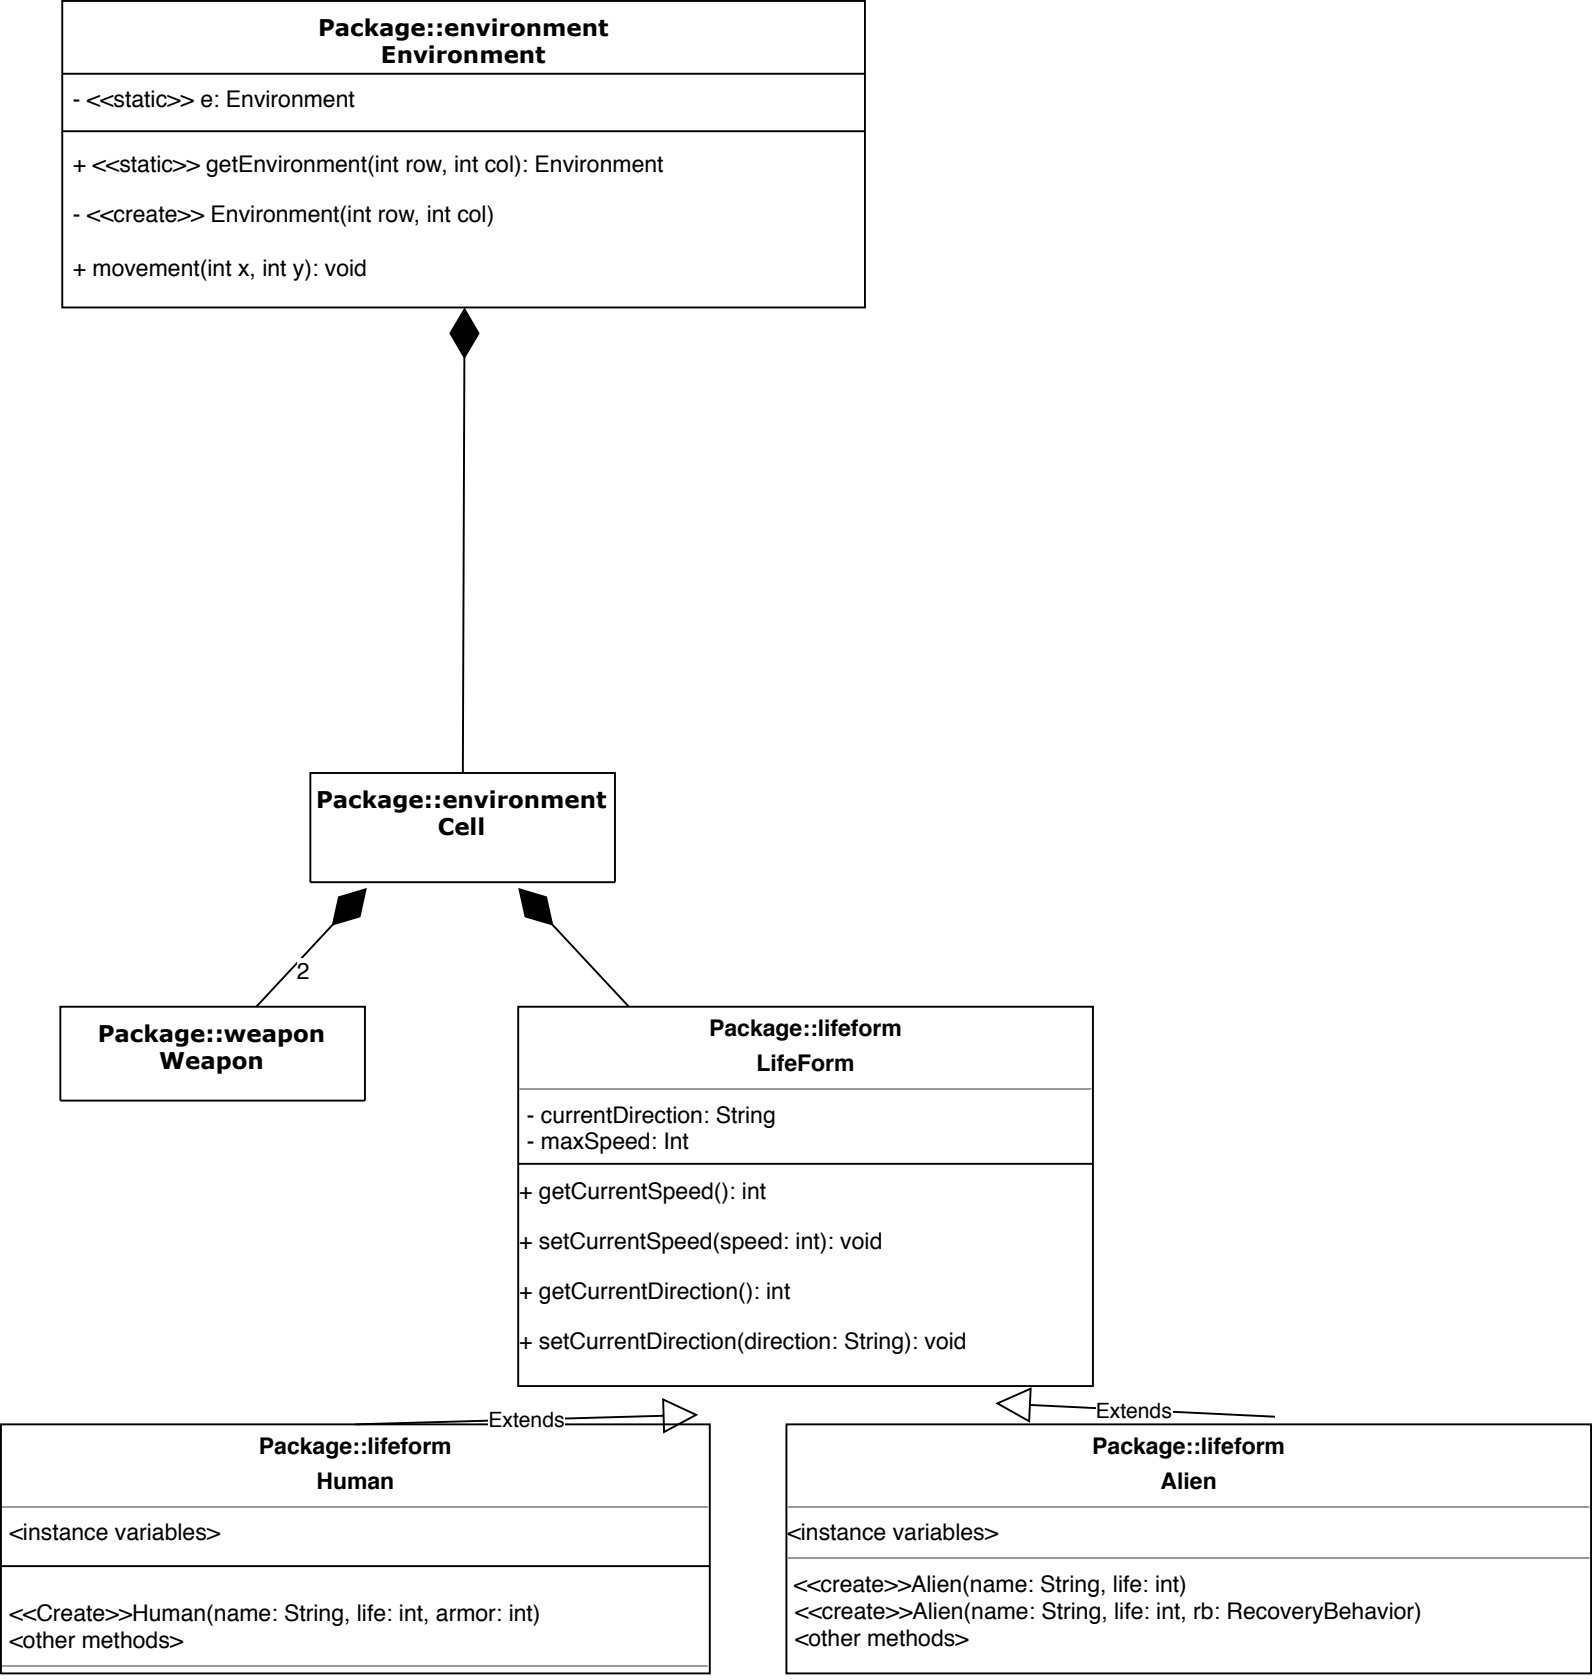 Package::environment
Environment
- <<static>> e: Environment
+ <<static>> getEnvironment(int row, int col): Environment
- <<create>> Environment(int row, int col)
+ movement(int x, int y): void
Package::environment
Cell
2
Package::weapon
Weapon
Package::lifeform
LifeForm
- currentDirection: String
- maxSpeed: Int
+ getCurrentSpeed(): int
+ setCurrentSpeed(speed: int): void
+ getCurrentDirection(): int
+ setCurrentDirection(direction: String): void
Extends
Extends
Package::lifeform
Human
<instance variables>
<<Create>>Human(name: String, life: int, armor: int)
<other methods>
Package::lifeform
Alien
<instance variables>
<<create>>Alien(name: String, life: int)
<<create>>Alien(name: String, life: int, rb: RecoveryBehavior)
<other methods>